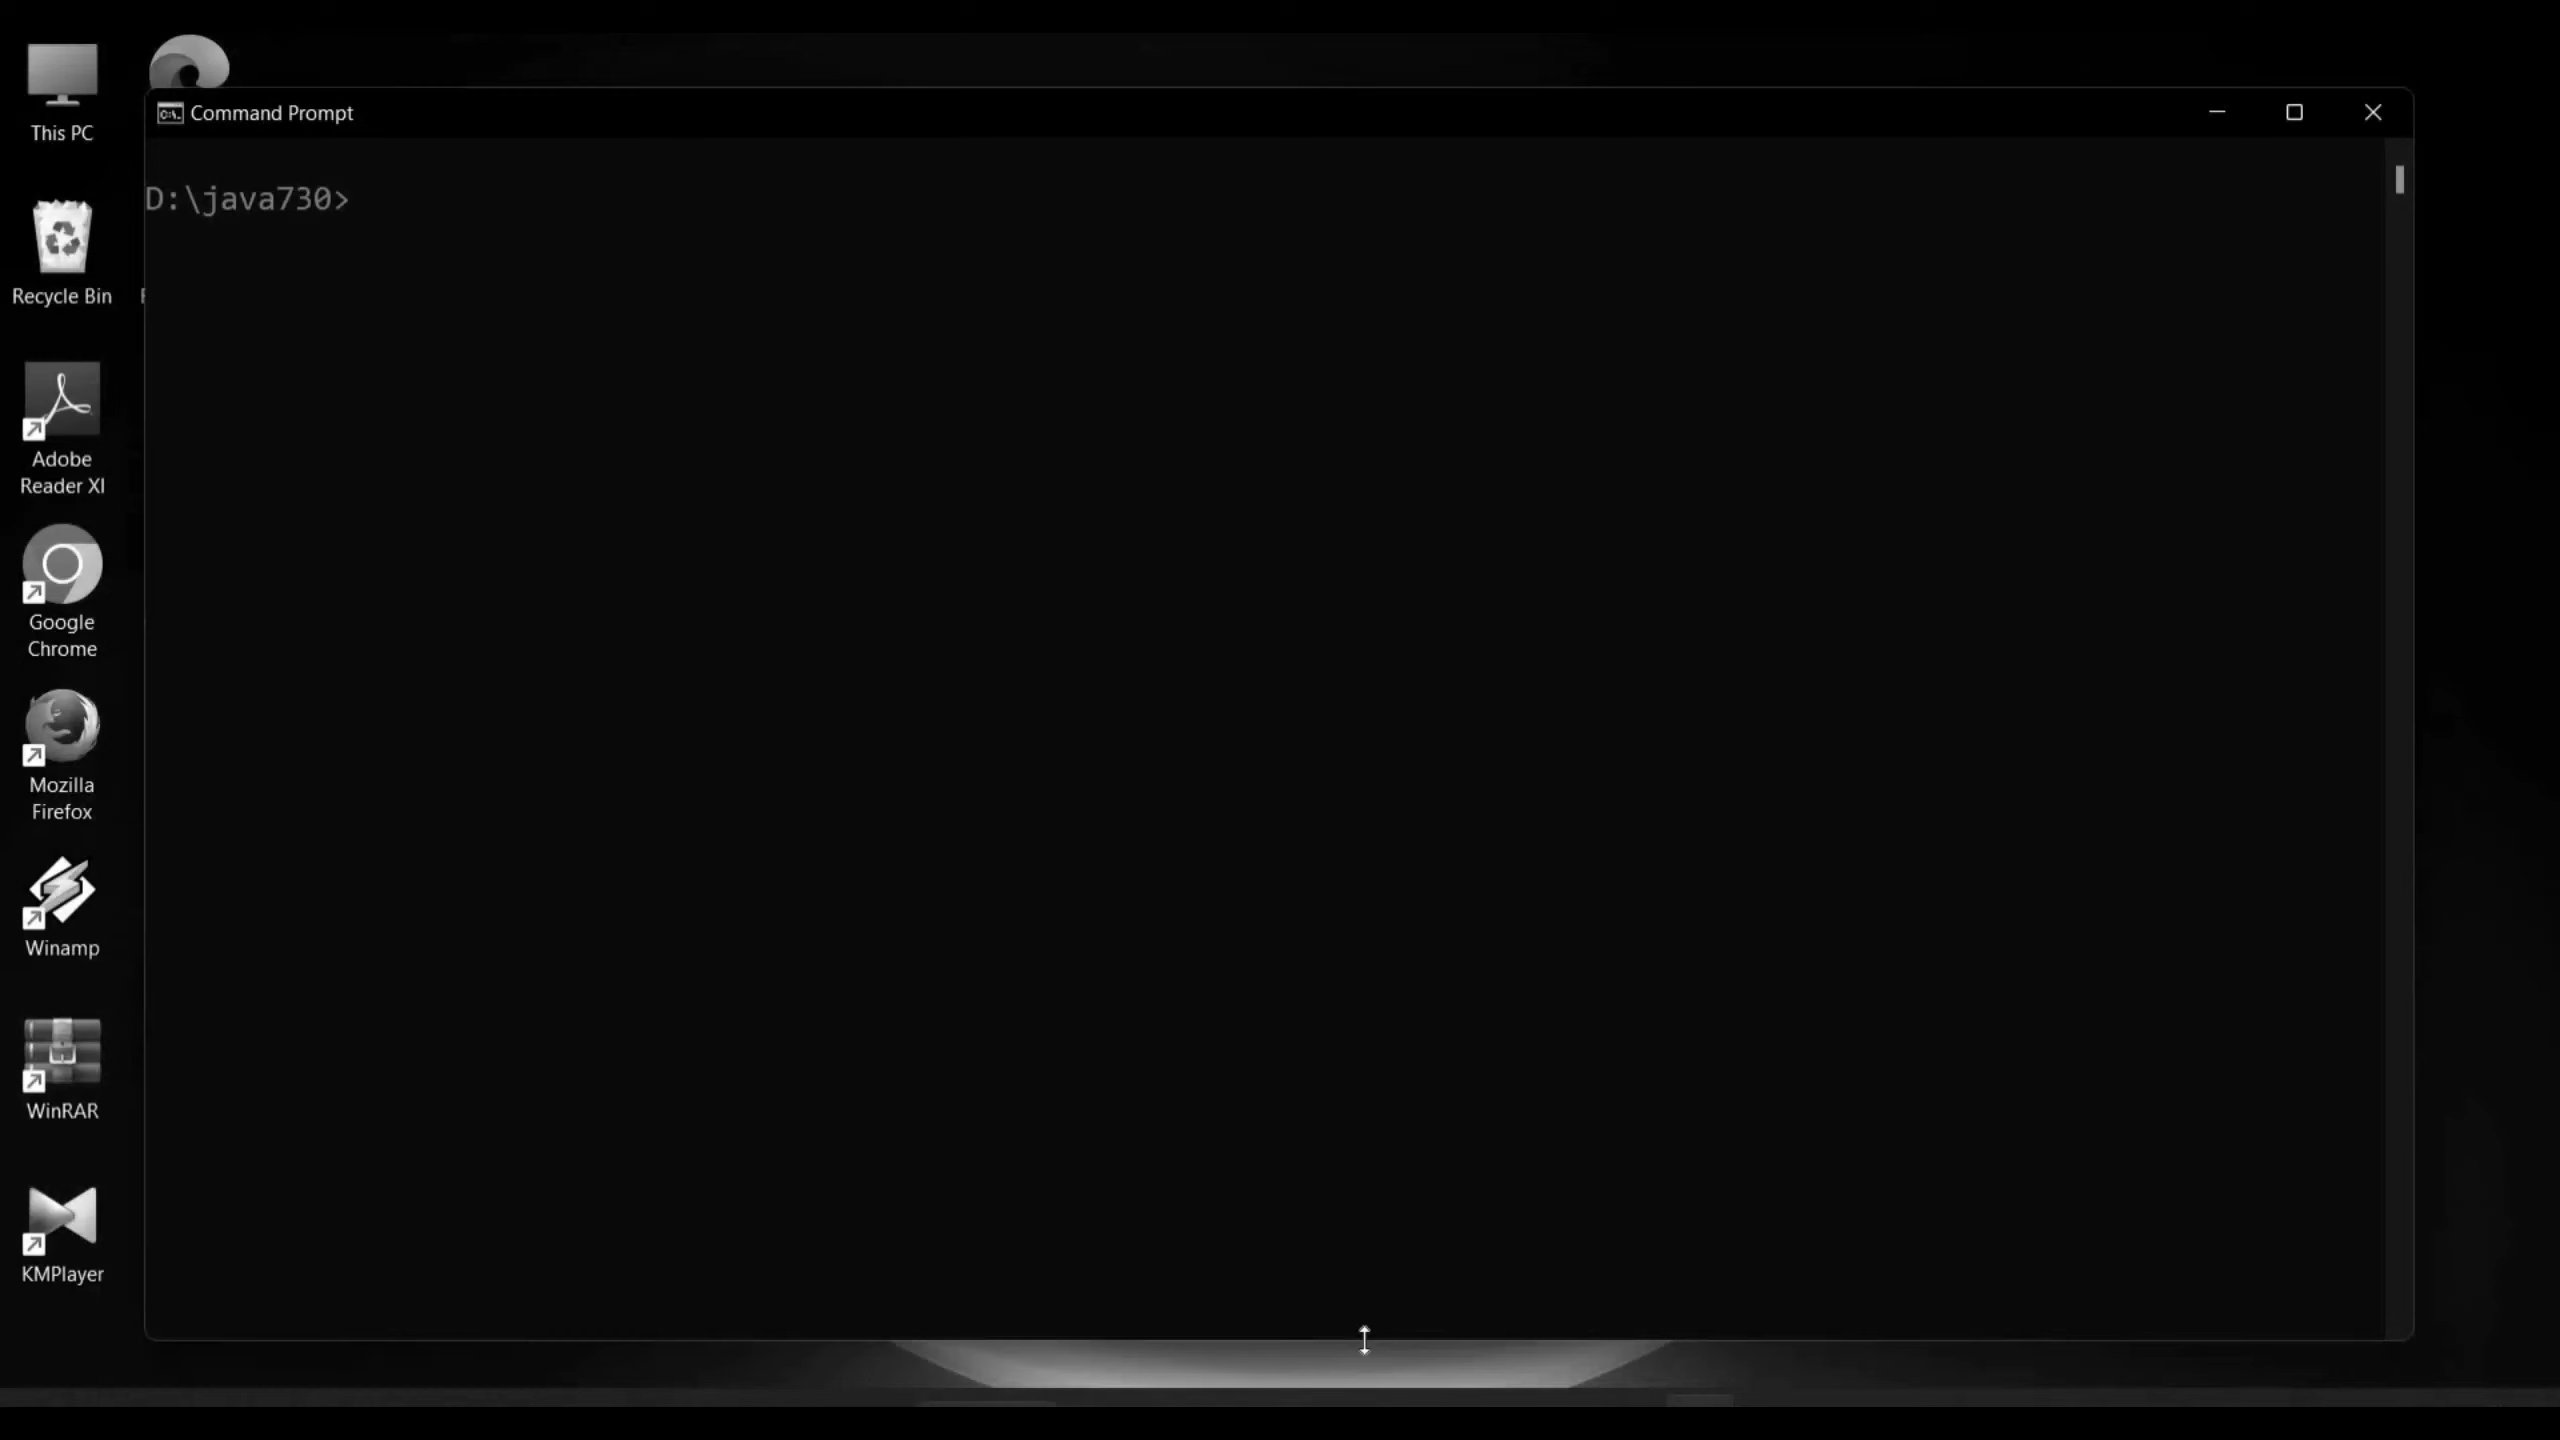 This PC
Recycle Bin
Adobe
Reader XI
Google
Chrome
Mozilla
Firefox
Winamp
WinRAR
KMPlayer
Command Prompt
D:\java730>